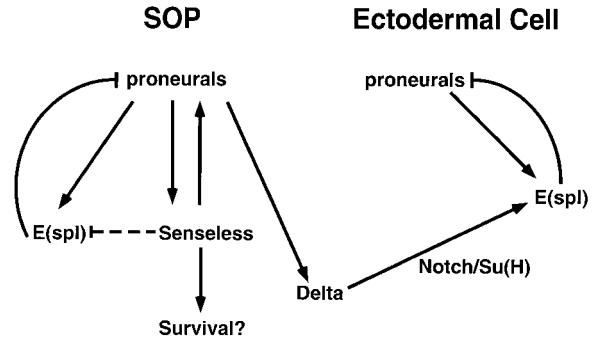 SOP
Ectodermal Cell
proneurals
proneurals
E(spl)
E(spl)
Senseless
Notch/Su(H)
Delta
Survival?